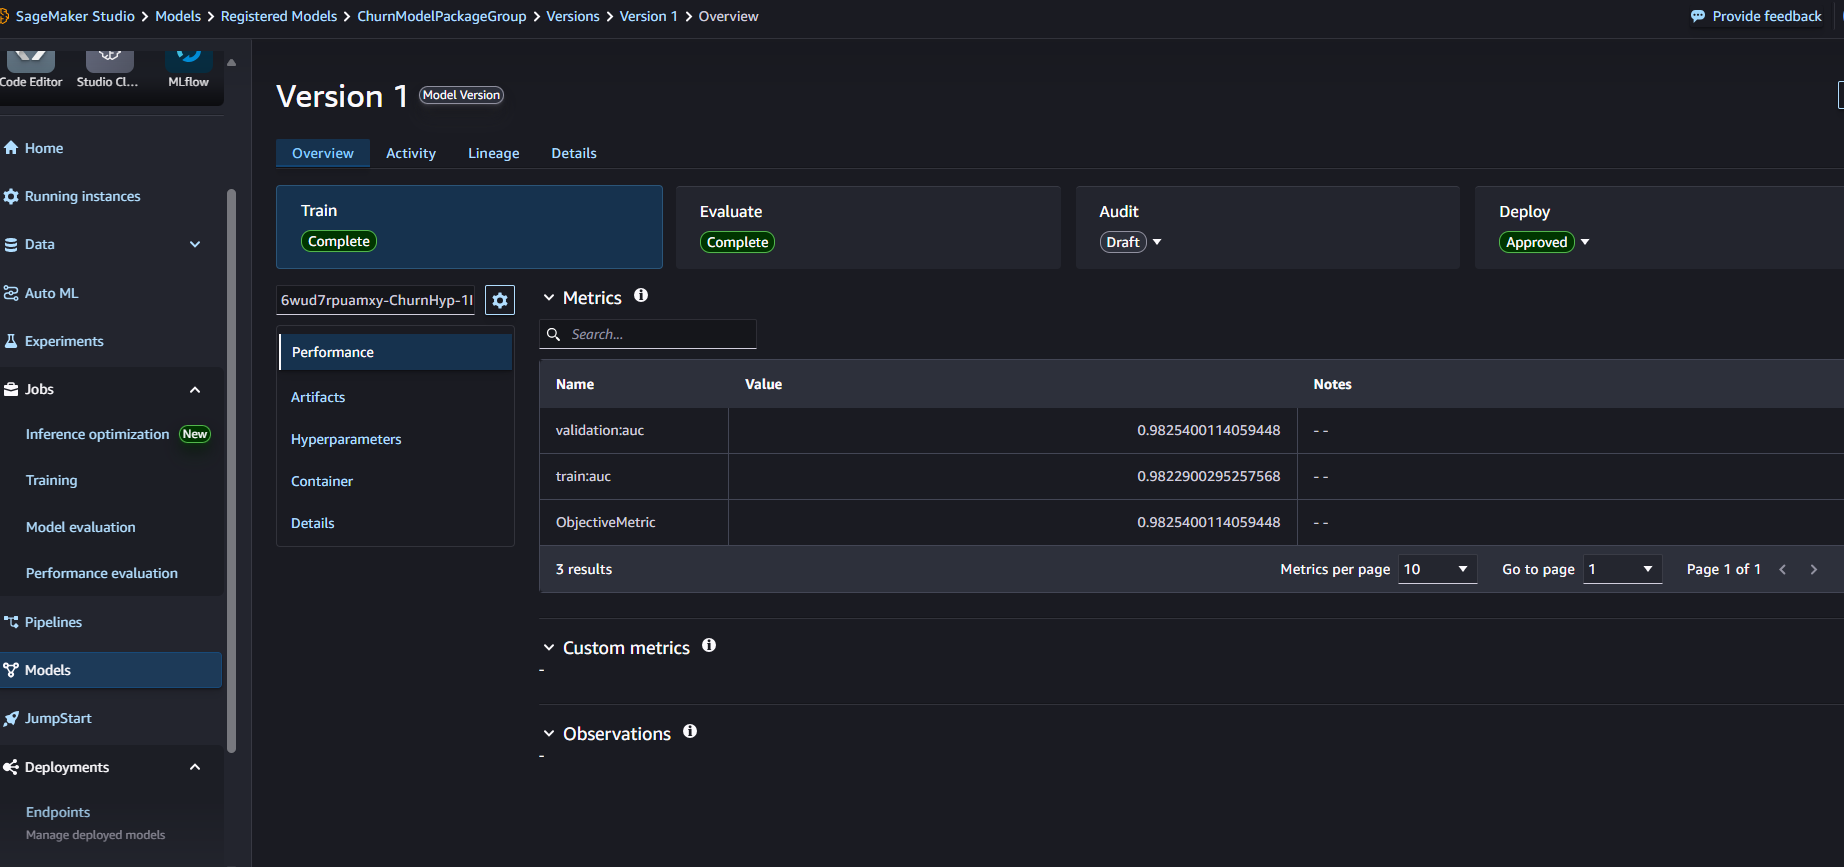 SageMaker Studio > Models > Registered Models > ChurnModelPackageGroup > Versions > Version 1 > Overview
Provide feedback
Code Editor
Studio Cl...
MLflow
Home
Running instances
Data
Auto ML
Experiments
Jobs
Inference optimization New
Training
Model evaluation
Performance evaluation
Pipelines
Models
JumpStart
Deployments
Endpoints
Manage deployed models
Version 1 Model Version
Overview Activity Lineage Details
Train
Complete
Evaluate
Complete
Audit
Draft
Deploy
Approved
6wud7rpuamxy-ChurnHyp-1
Performance
Artifacts
Hyperparameters
Container
Details
Metrics
Search...
Name Value Notes
validation:auc 0.9825400114059448 - -
train:auc 0.9822900295257568 - -
ObjectiveMetric 0.9825400114059448 - -
3 results Metrics per page 10 Go to page 1 Page 1 of 1
Custom metrics
-
Observations
-